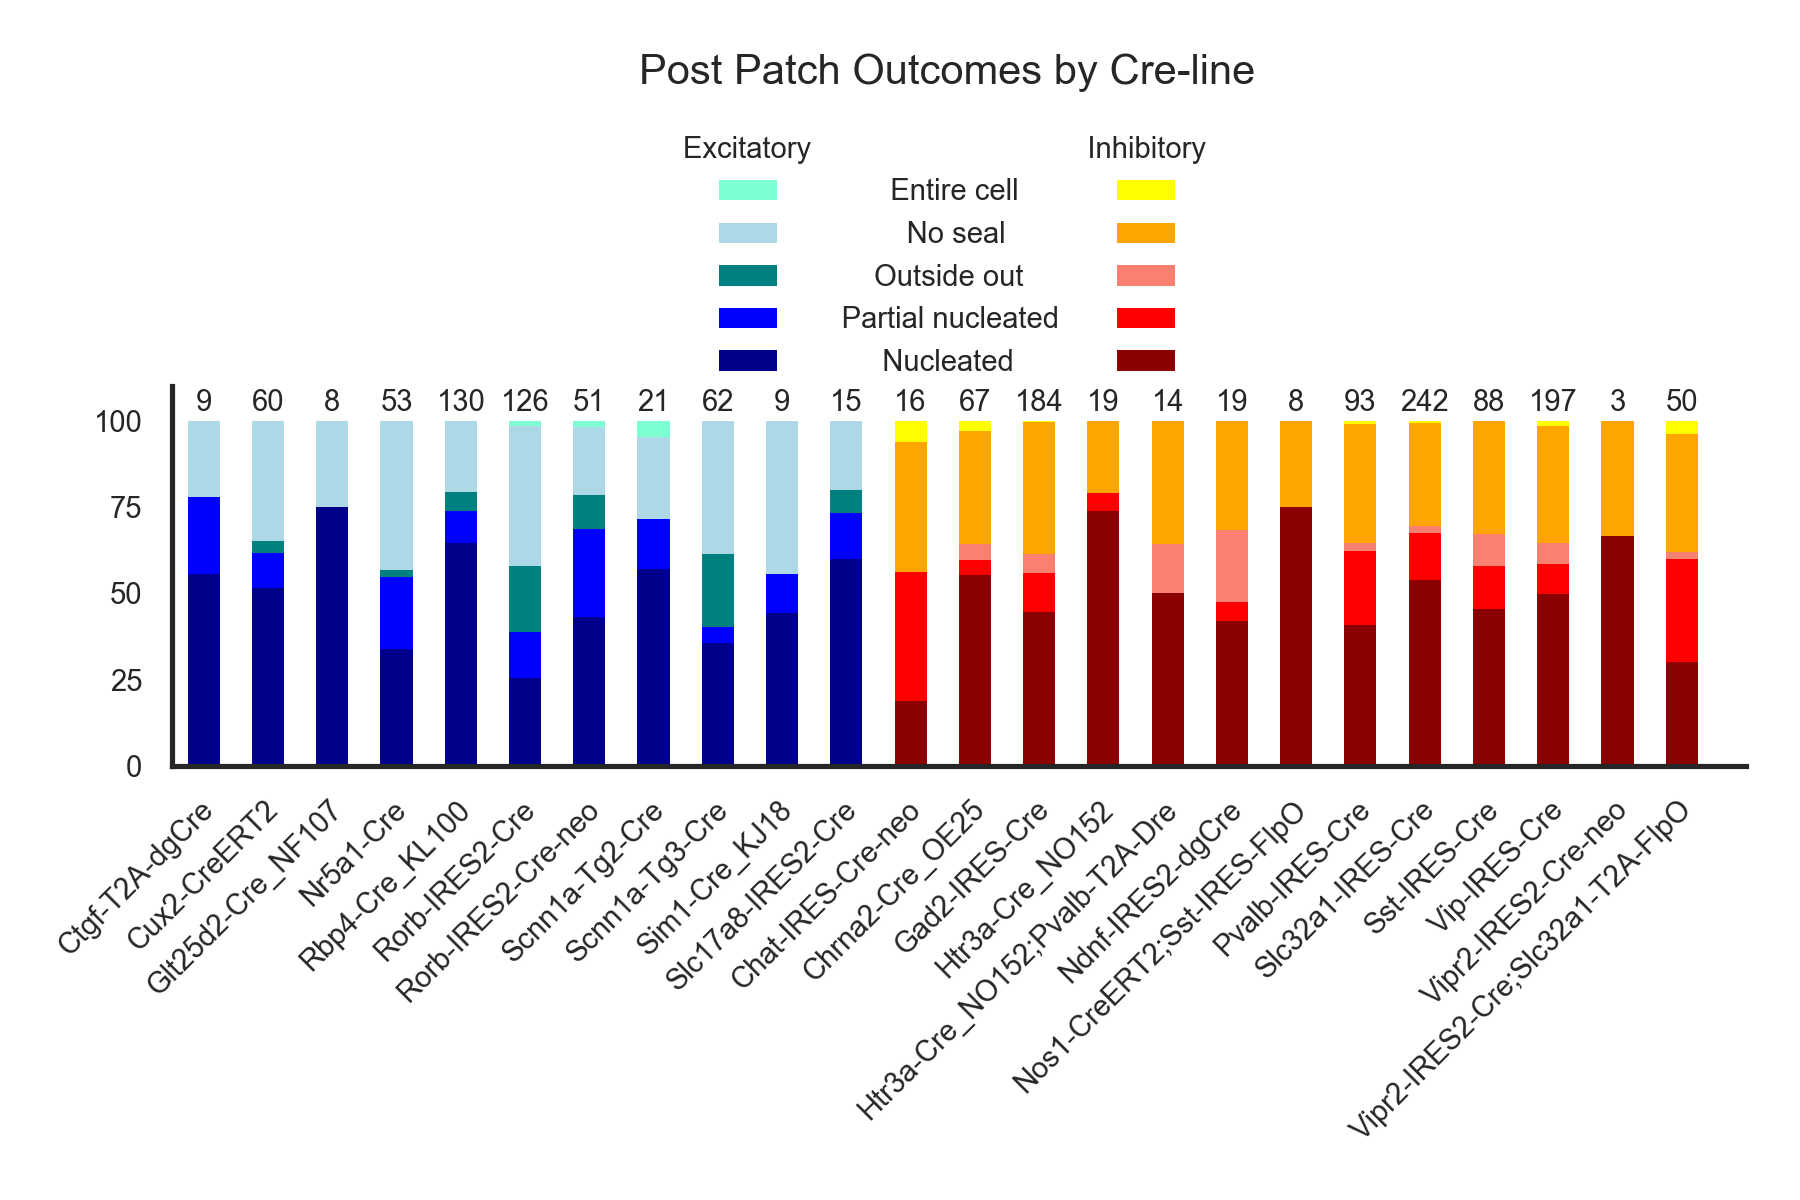 Post Patch Outcomes by Cre-line
Excitatory Inhibitory
Entire cell
No seal
Outside out
Partial nucleated
Nucleated
9 60 8 53 130 126 51 21 62 9 15 16 67 184 19 14 19 8 93 242 88 197 3 50
100
75
50
25
0
Ctgf-T2A-dgCre
Cux2-CreERT2
Glt25d2-Cre_NF107
Nr5a1-Cre
Rbp4-Cre_KL100
Rorb-IRES2-Cre
Rorb-IRES2-Cre-neo
Scnn1a-Tg2-Cre
Scnn1a-Tg3-Cre
Sim1-Cre_KJ18
Slc17a8-IRES2-Cre
Chat-IRES-Cre-neo
Chrna2-Cre_OE25
Gad2-IRES-Cre
Htr3a-Cre_NO152
Htr3a-Cre_NO152;Pvalb-T2A-Dre
Ndnf-IRES2-dgCre
Nos1-CreERT2;Sst-IRES-FlpO
Pvalb-IRES-Cre
Slc32a1-IRES-Cre
Sst-IRES-Cre
Vip-IRES-Cre
Vipr2-IRES2-Cre-neo
Vipr2-IRES2-Cre;Slc32a1-T2A-FlpO